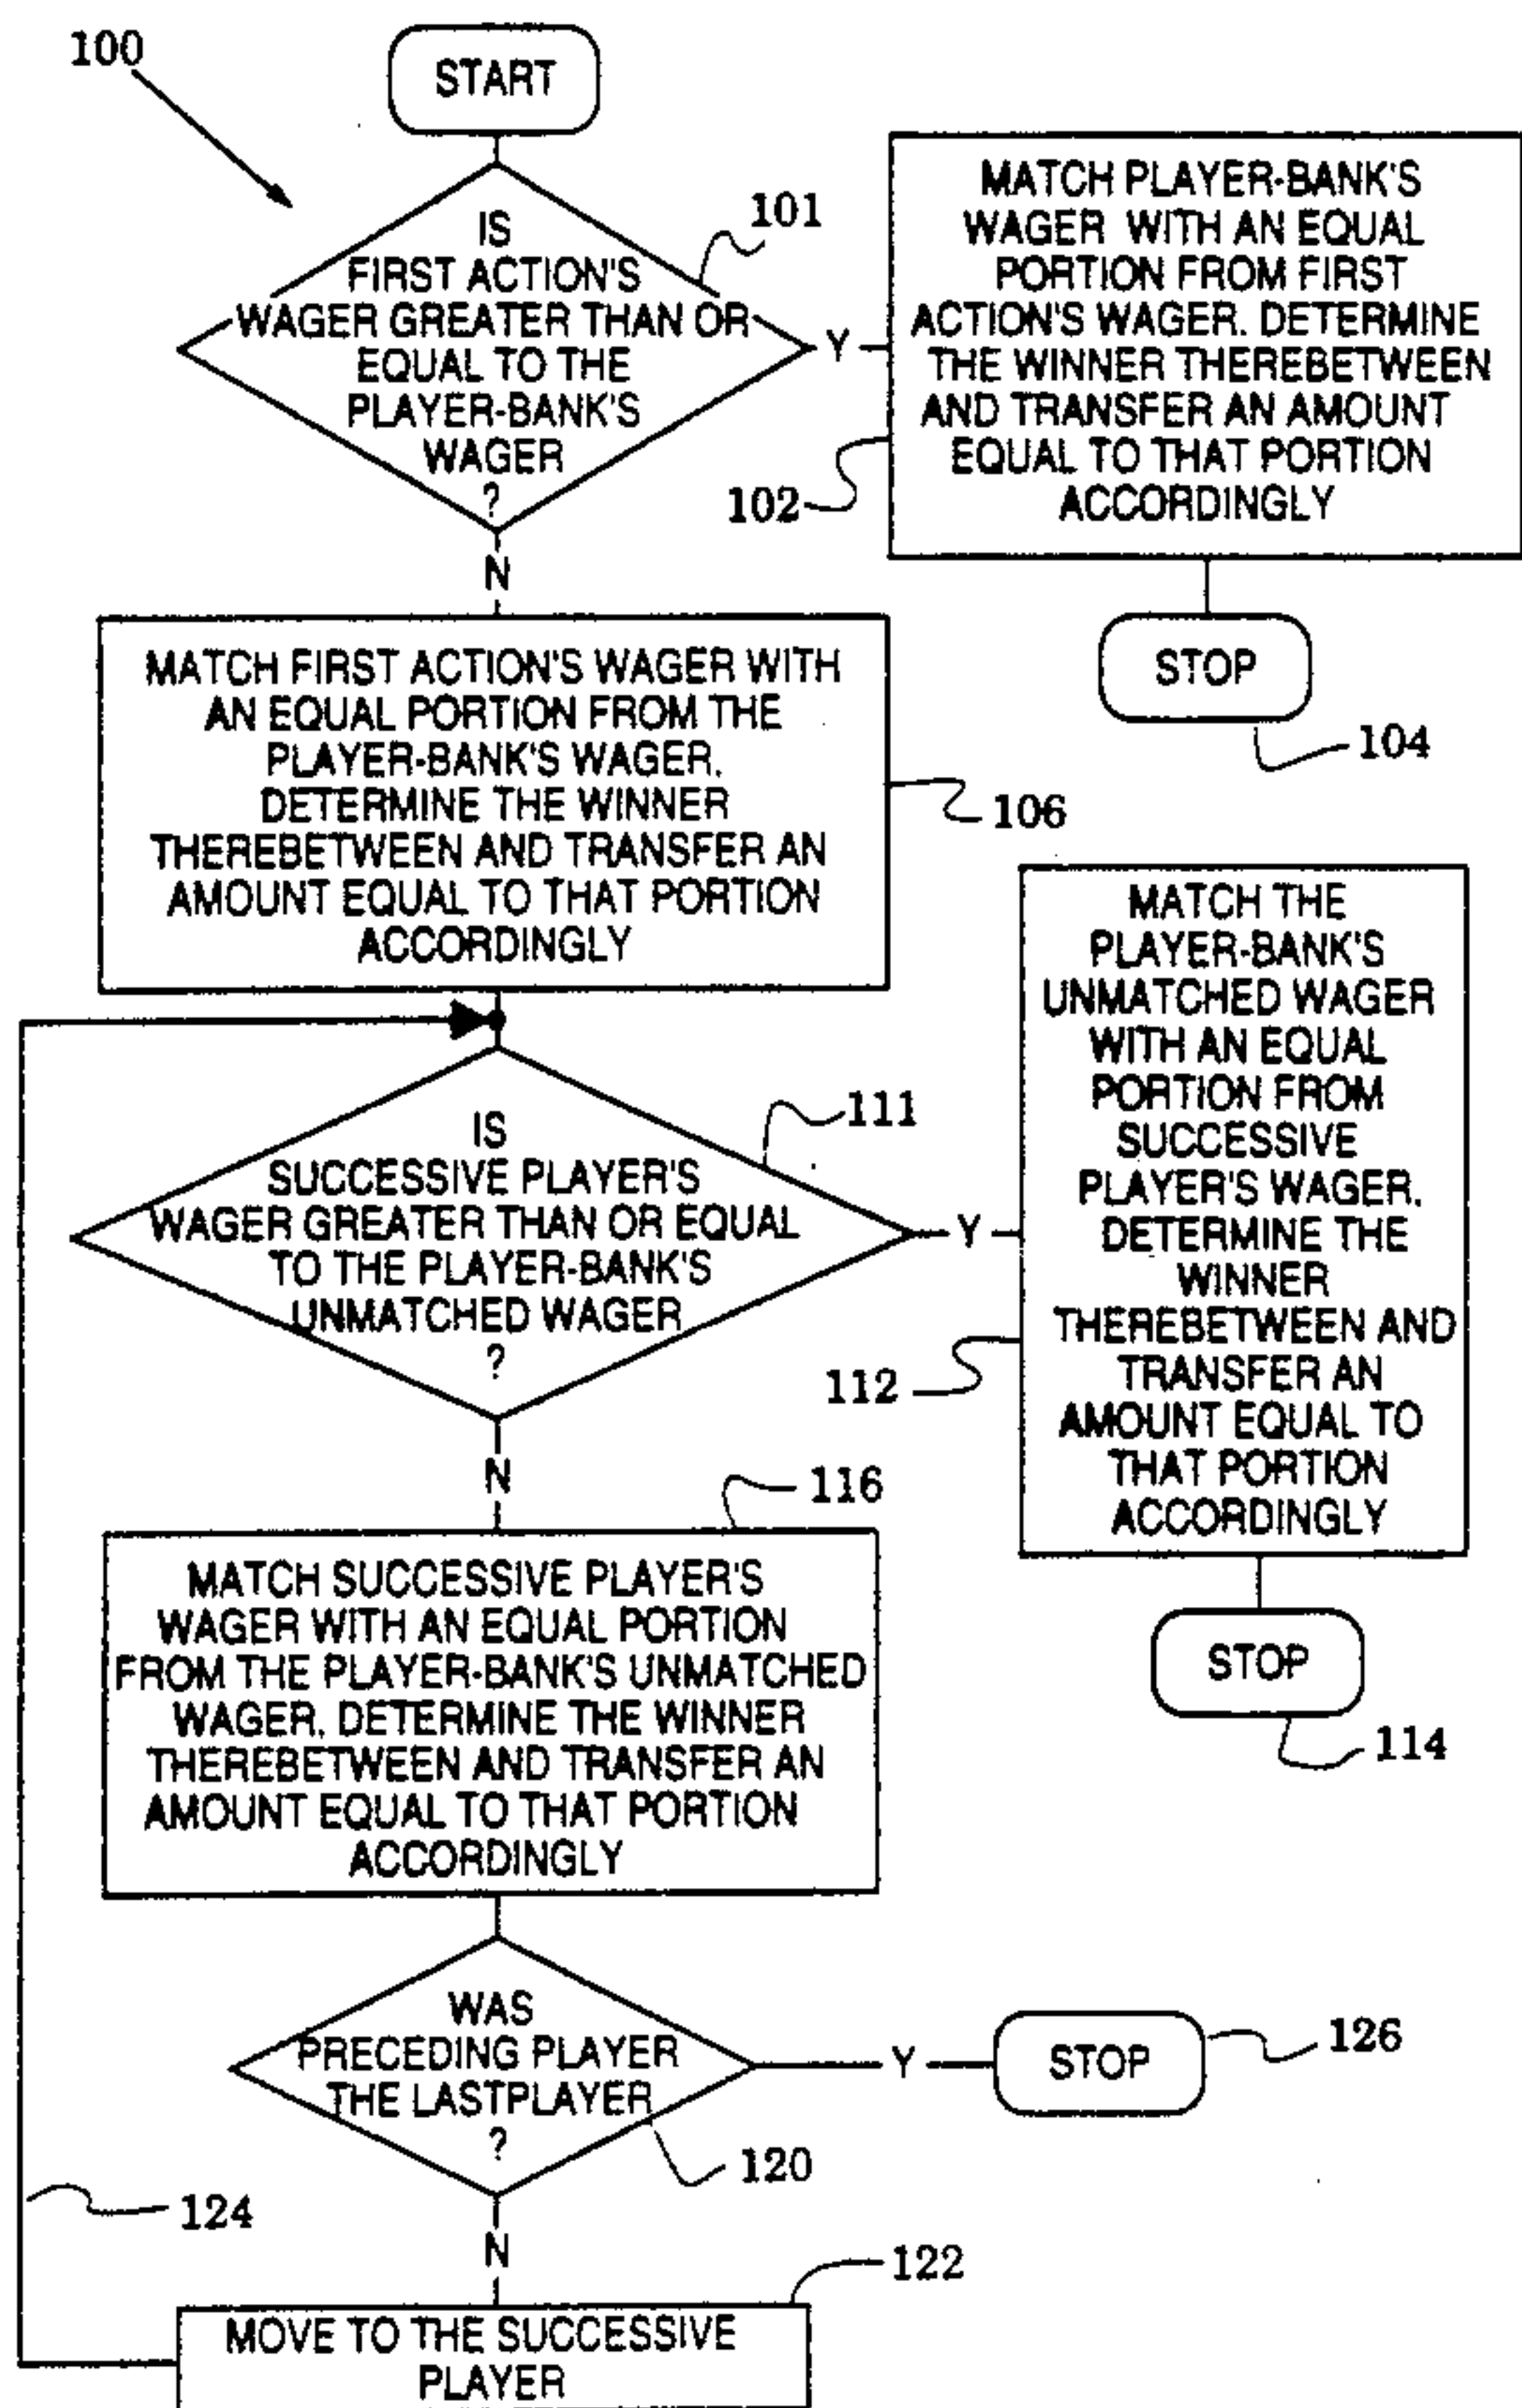 100
START
101
IS
FIRST ACTION'S
WAGER GREATER THAN OR
EQUAL TO THE
PLAYER-BANK'S
WAGER
?
Y
MATCH PLAYER-BANK'S
WAGER WITH AN EQUAL
PORTION FROM FIRST
ACTION'S WAGER. DETERMINE
THE WINNER THEREBETWEEN
AND TRANSFER AN AMOUNT
EQUAL TO THAT PORTION
ACCORDINGLY
102
N
STOP
104
MATCH FIRST ACTION'S WAGER WITH
AN EQUAL PORTION FROM THE
PLAYER-BANK'S WAGER.
DETERMINE THE WINNER
THEREBETWEEN AND TRANSFER AN
AMOUNT EQUAL TO THAT PORTION
ACCORDINGLY
106
IS
SUCCESSIVE PLAYER'S
WAGER GREATER THAN OR EQUAL
TO THE PLAYER-BANK'S
UNMATCHED WAGER
?
111
Y
MATCH THE
PLAYER-BANK'S
UNMATCHED WAGER
WITH AN EQUAL
PORTION FROM
SUCCESSIVE
PLAYER'S WAGER.
DETERMINE THE
WINNER
THEREBETWEEN AND
TRANSFER AN
AMOUNT EQUAL TO
THAT PORTION
ACCORDINGLY
112
N
116
STOP
114
MATCH SUCCESSIVE PLAYER'S
WAGER WITH AN EQUAL PORTION
FROM THE PLAYER-BANK'S UNMATCHED
WAGER. DETERMINE THE WINNER
THEREBETWEEN AND TRANSFER AN
AMOUNT EQUAL TO THAT PORTION
ACCORDINGLY
WAS
PRECEDING PLAYER
THE LASTPLAYER
?
Y
STOP
126
120
124
N
122
MOVE TO THE SUCCESSIVE
PLAYER